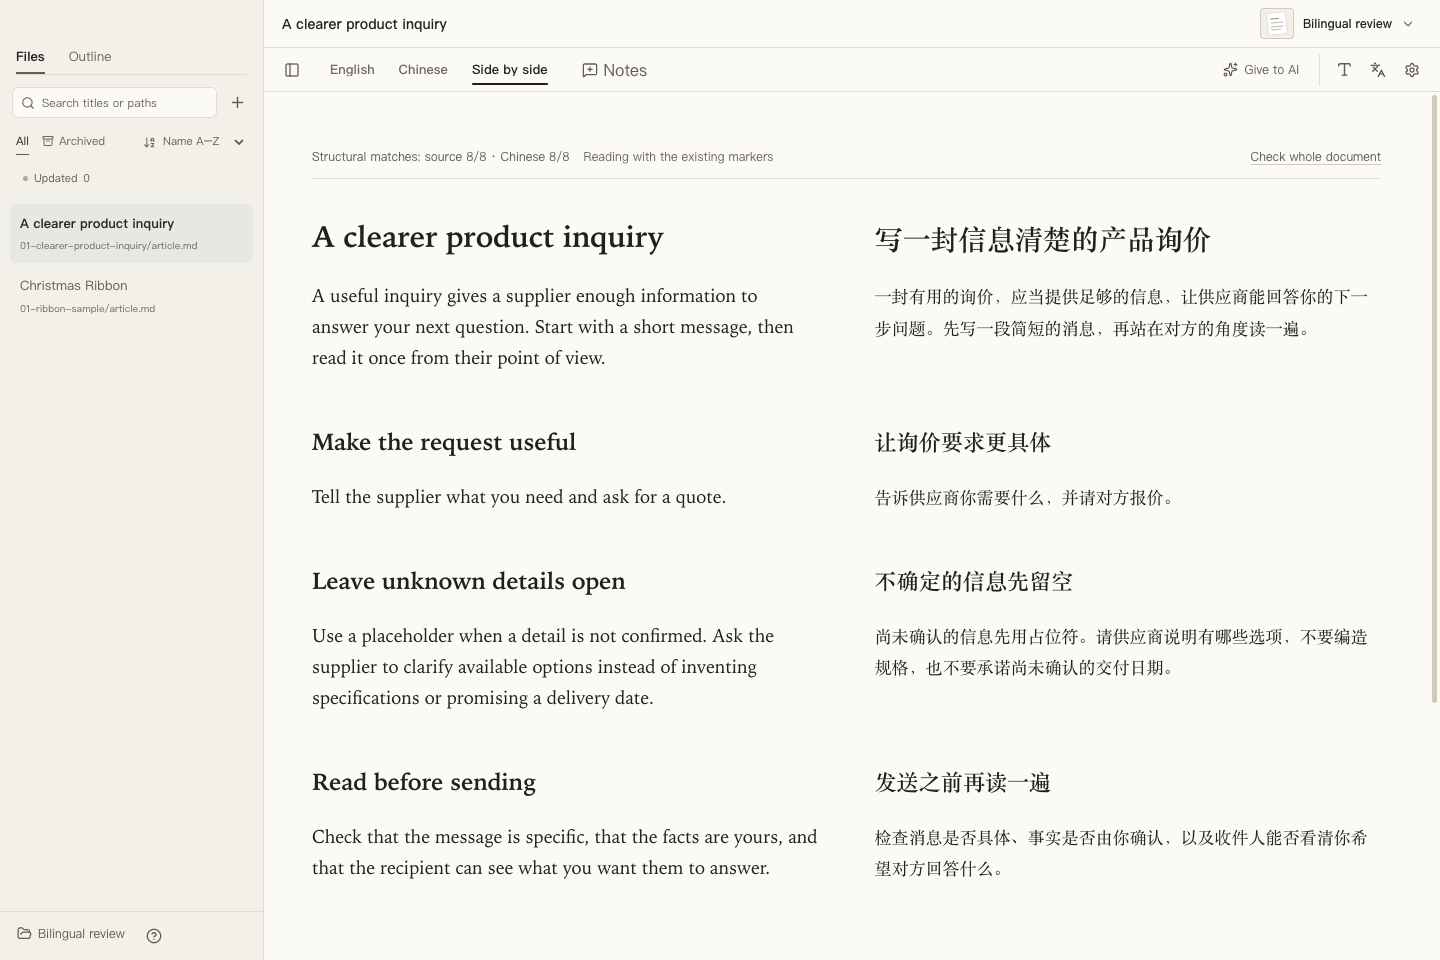 A clearer product inquiry
Bilingual review
Files
Outline
English
Chinese
Side by side
Notes
Give to AI
Search titles or paths
All
Archived
Name A–Z
Updated 0
A clearer product inquiry
01-clearer-product-inquiry/article.md
Christmas Ribbon
01-ribbon-sample/article.md
Structural matches: source 8/8 · Chinese 8/8
Reading with the existing markers
Check whole document
A clearer product inquiry
A useful inquiry gives a supplier enough information to
answer your next question. Start with a short message, then
read it once from their point of view.
Make the request useful
Tell the supplier what you need and ask for a quote.
Leave unknown details open
Use a placeholder when a detail is not confirmed. Ask the
supplier to clarify available options instead of inventing
specifications or promising a delivery date.
Read before sending
Check that the message is specific, that the facts are yours, and
that the recipient can see what you want them to answer.
写一封信息清楚的产品询价
一封有用的询价，应当提供足够的信息，让供应商能回答你的下一
步问题。先写一段简短的消息，再站在对方的角度读一遍。
让询价要求更具体
告诉供应商你需要什么，并请对方报价。
不确定的信息先留空
尚未确认的信息先用占位符。请供应商说明有哪些选项，不要编造
规格，也不要承诺尚未确认的交付日期。
发送之前再读一遍
检查消息是否具体、事实是否由你确认，以及收件人能否看清你希
望对方回答什么。
Bilingual review